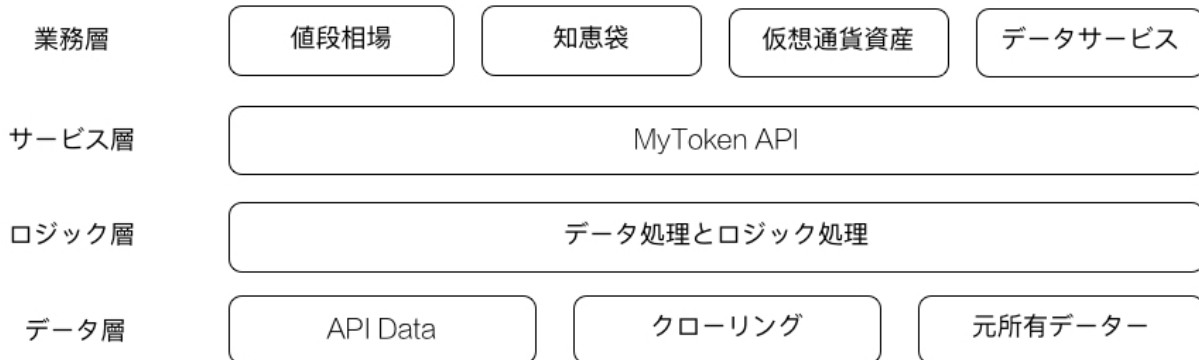 業務層
値段相場
知恵袋
仮想通貨資産
データサービス
サービス層
MyToken API
ロジック層
データ処理とロジック処理
データ層
API Data
クローリング
元所有データー